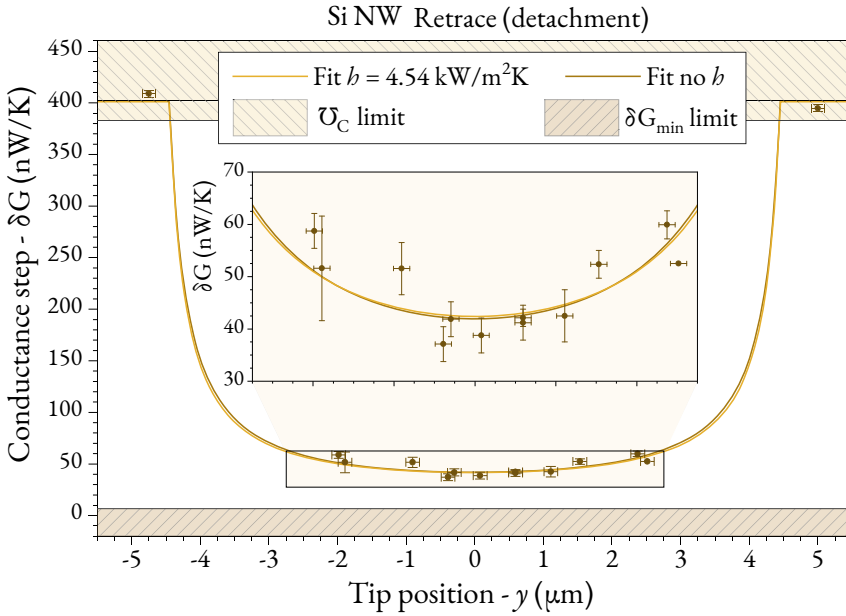 Si NW Retrace (detachment)
Fit h = 4.54 kW/m²K
Fit no h
℧C limit
δGmin limit
Conductance step - δG (nW/K)
450
400
350
300
250
200
150
100
50
0
δG (nW/K)
70
60
50
40
30
-5 -4 -3 -2 -1 0 1 2 3 4 5
Tip position - y (μm)